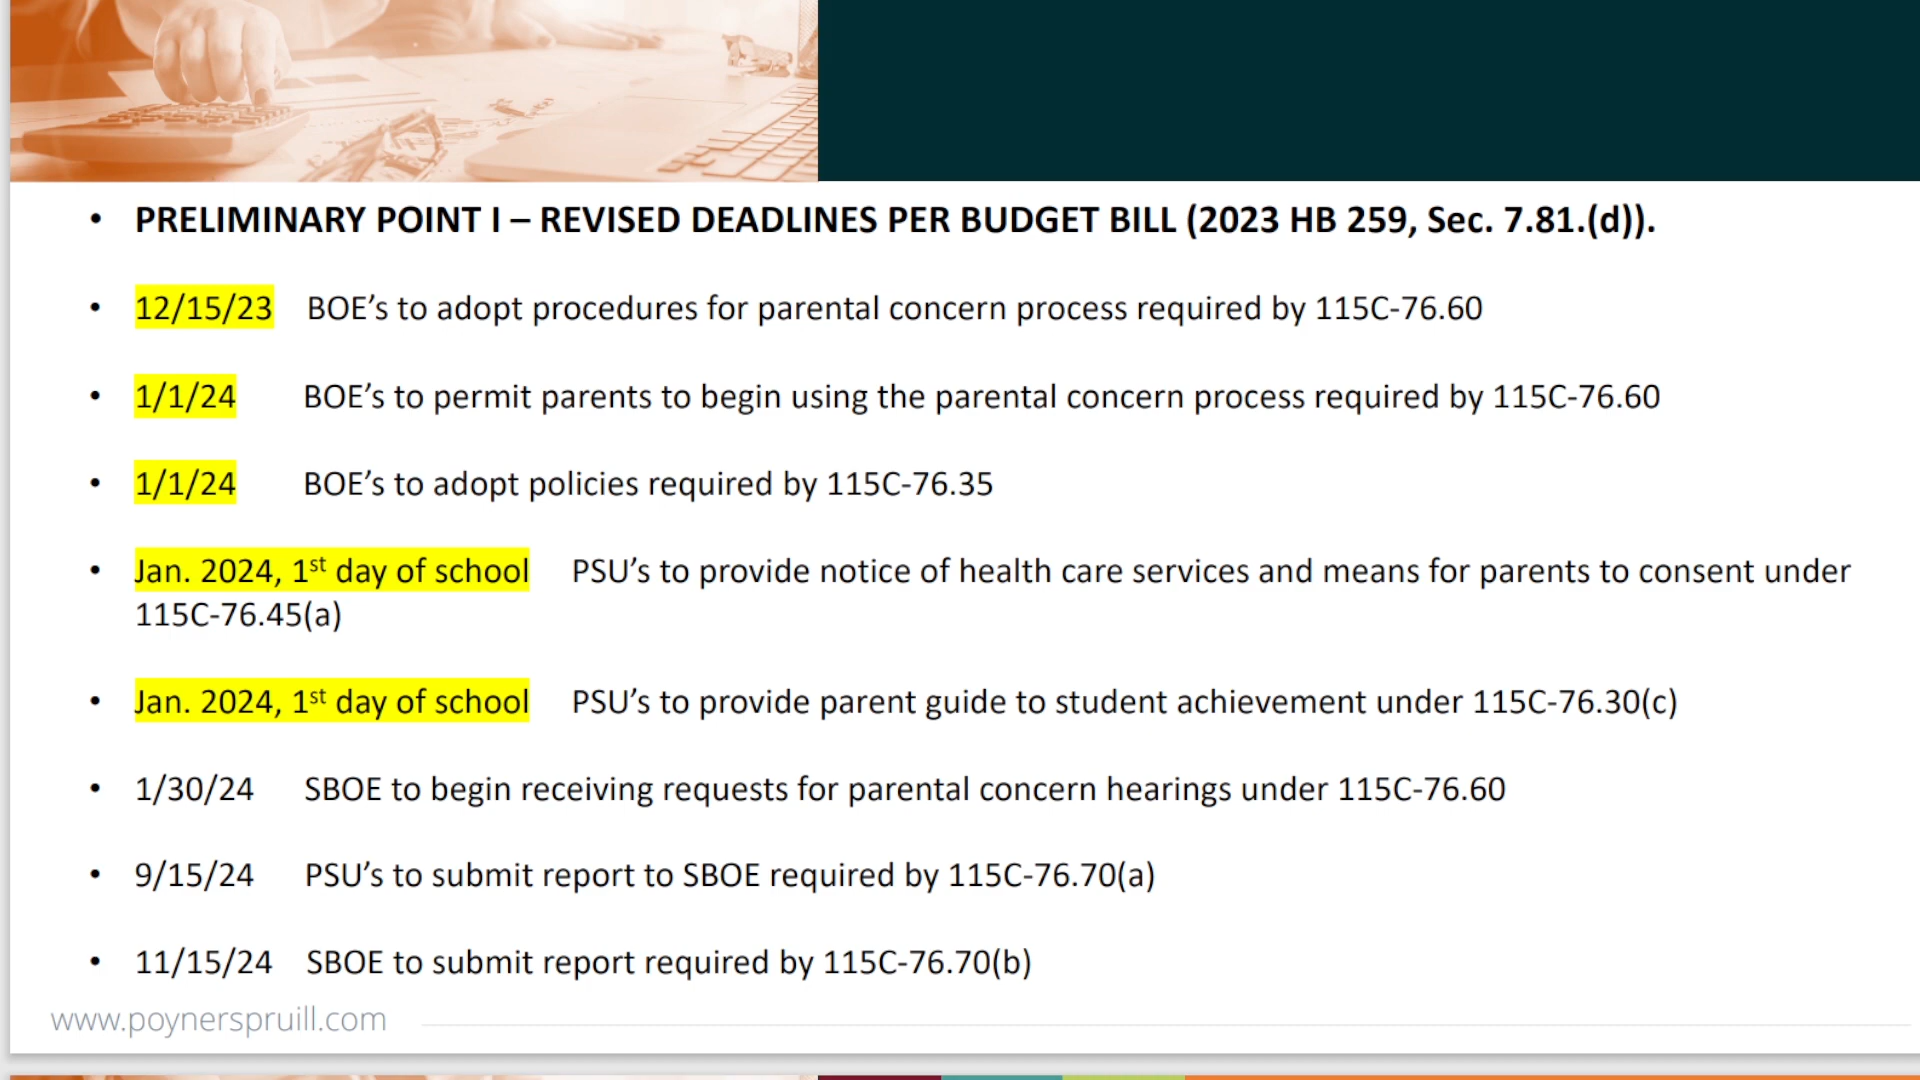 • PRELIMINARY POINT I – REVISED DEADLINES PER BUDGET BILL (2023 HB 259, Sec. 7.81.(d)).
• 12/15/23 BOE’s to adopt procedures for parental concern process required by 115C-76.60
• 1/1/24 BOE’s to permit parents to begin using the parental concern process required by 115C-76.60
• 1/1/24 BOE’s to adopt policies required by 115C-76.35
• Jan. 2024, 1st day of school PSU’s to provide notice of health care services and means for parents to consent under
115C-76.45(a)
• Jan. 2024, 1st day of school PSU’s to provide parent guide to student achievement under 115C-76.30(c)
• 1/30/24 SBOE to begin receiving requests for parental concern hearings under 115C-76.60
• 9/15/24 PSU’s to submit report to SBOE required by 115C-76.70(a)
• 11/15/24 SBOE to submit report required by 115C-76.70(b)
www.poynerspruill.com